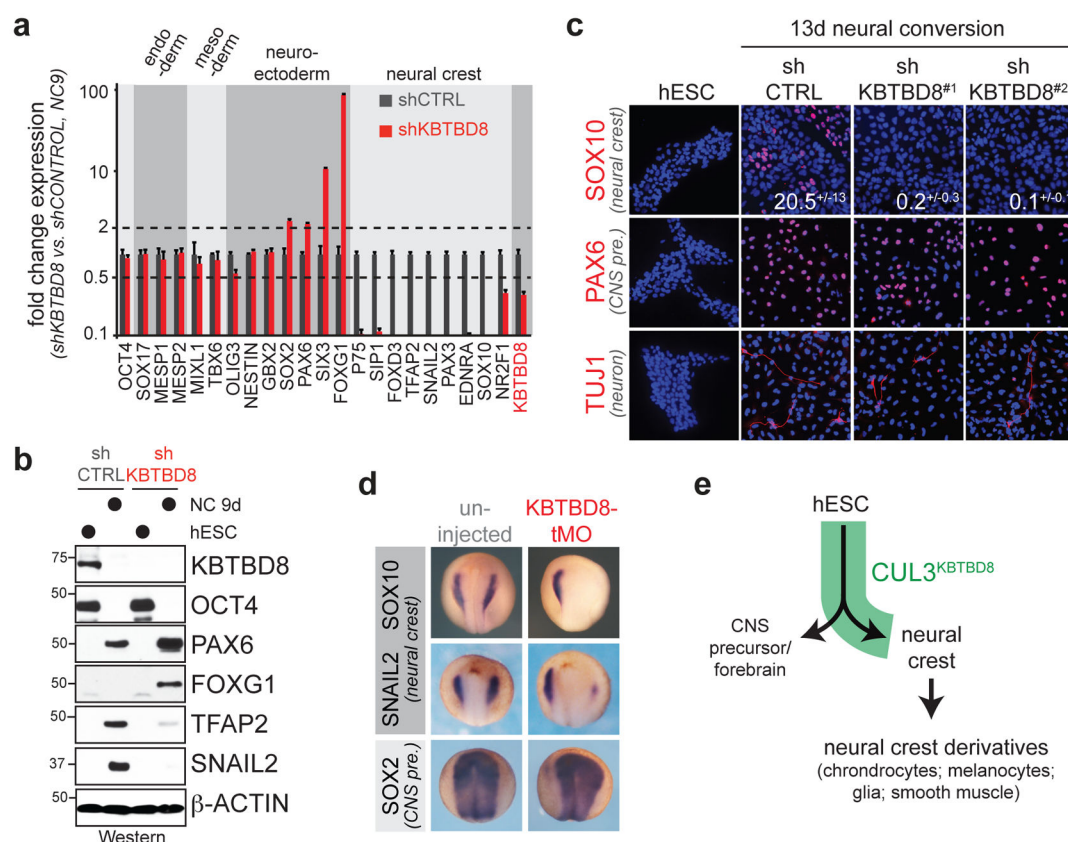 a
endo
-derm
meso
-derm
neuro-
ectoderm
neural crest
fold change expression
(shKBTBD8 vs. shCONTROL, NC9)
100
10
2
0.5
0.1
shCTRL
shKBTBD8
OCT4
SOX17
MESP1
MESP2
MIXL1
TBX6
OLIG3
NESTIN
GBX2
SOX2
PAX6
SIX3
FOXG1
P75
SIP1
FOXD3
TFAP2
SNAIL2
PAX3
EDNRA
SOX10
NR2F1
KBTBD8
b
sh
CTRL
sh
KBTBD8
NC 9d
hESC
75
KBTBD8
50
OCT4
50
PAX6
50
FOXG1
50
TFAP2
37
SNAIL2
50
β-ACTIN
Western
c
13d neural conversion
hESC
sh
CTRL
sh
KBTBD8#1
sh
KBTBD8#2
SOX10
(neural crest)
20.5+/-13
0.2+/-0.3
0.1+/-0.1
PAX6
(CNS pre.)
TUJ1
(neuron)
d
un-
injected
KBTBD8-
tMO
SOX10
SNAIL2
(neural crest)
SOX2
(CNS pre.)
e
hESC
CUL3KBTBD8
CNS
precursor/
forebrain
neural
crest
neural crest derivatives
(chrondrocytes; melanocytes;
glia; smooth muscle)